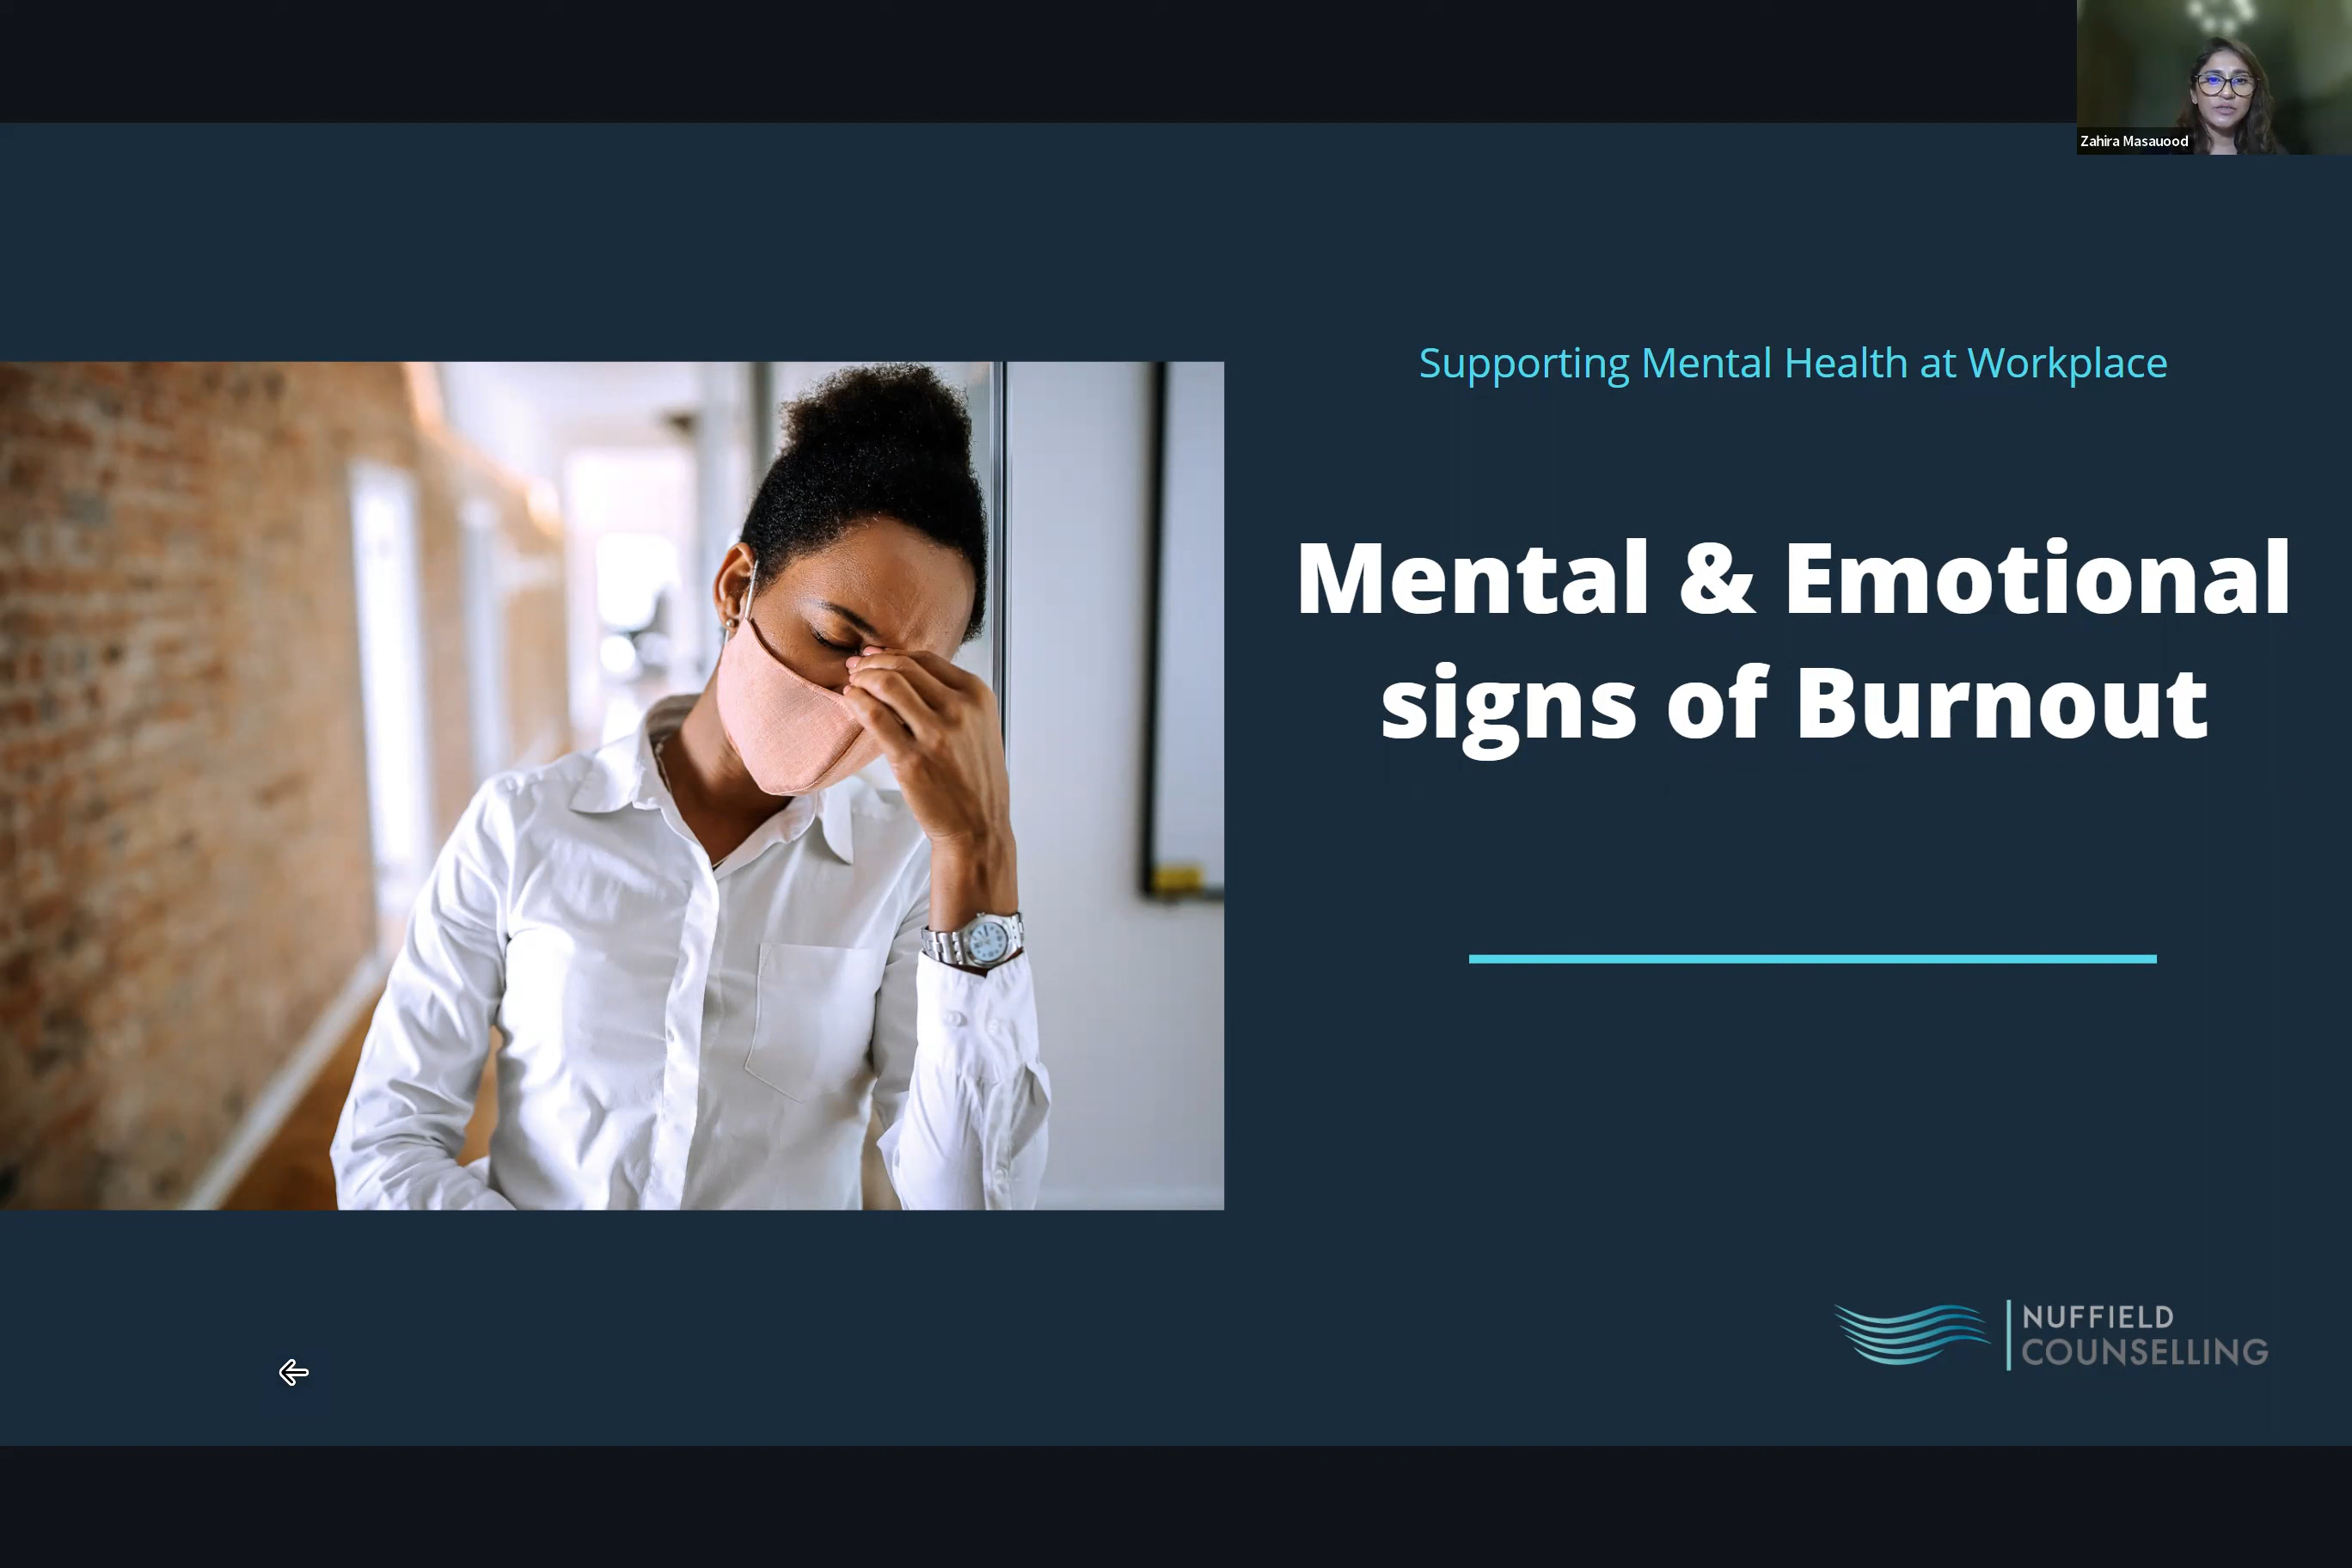 Zahira Masauood
Supporting Mental Health at Workplace
Mental & Emotional
signs of Burnout
NUFFIELD
COUNSELLING